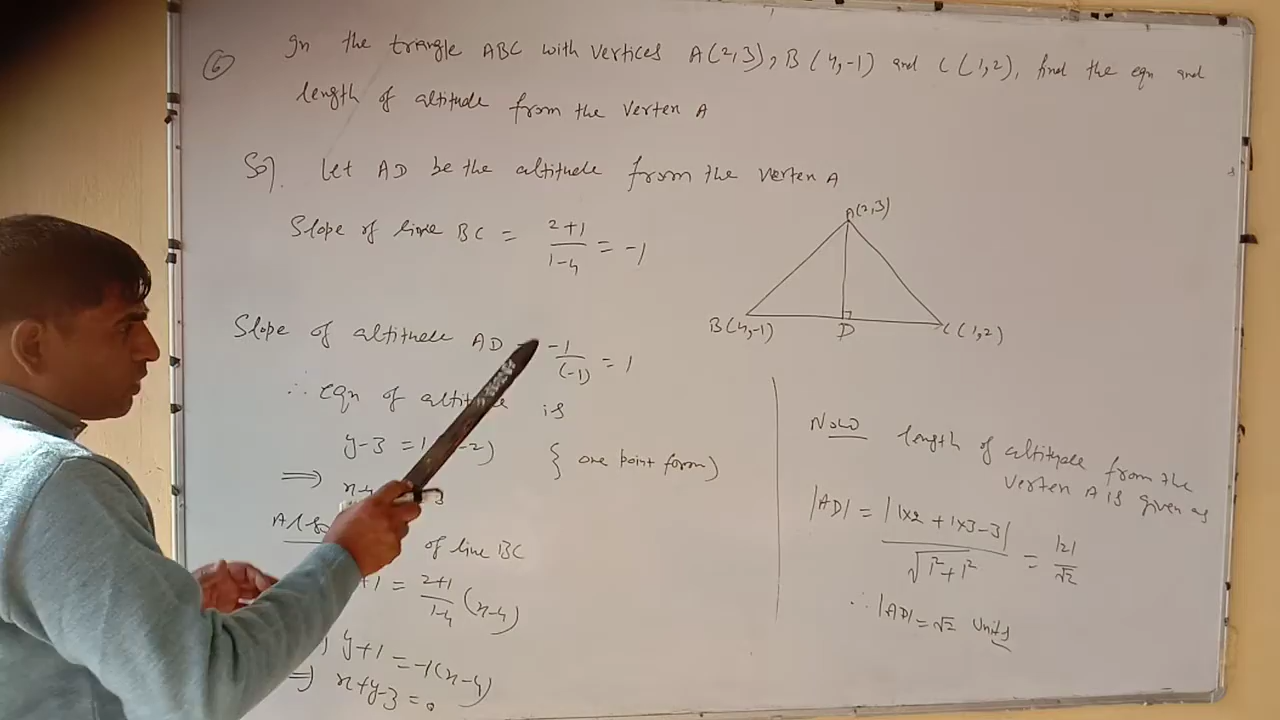 6 In the triangle ABC with vertices A(2,3), B(4,-1) and C(1,2), find the eqn and
length of altitude from the vertex A
Sol. Let AD be the altitude from the vertex A
Slope of line BC = 2+1/1-4 = -1
Slope of altitude AD = -1/(-1) = 1
∴ eqn of altitude is
y-3 = 1 -2) { one point form)
⇒
Also of line BC
+1 = 2+1/1-4 (x-4)
y+1 = -1(x-4)
⇒ x+y-3=0
A(2,3)
B(4,-1) D C(1,2)
Now length of altitude from the
vertex A is given as
|AD| = |1×2 + 1×3-3|/√1²+1² = |2|/√2
∴ |AD| = √2 units